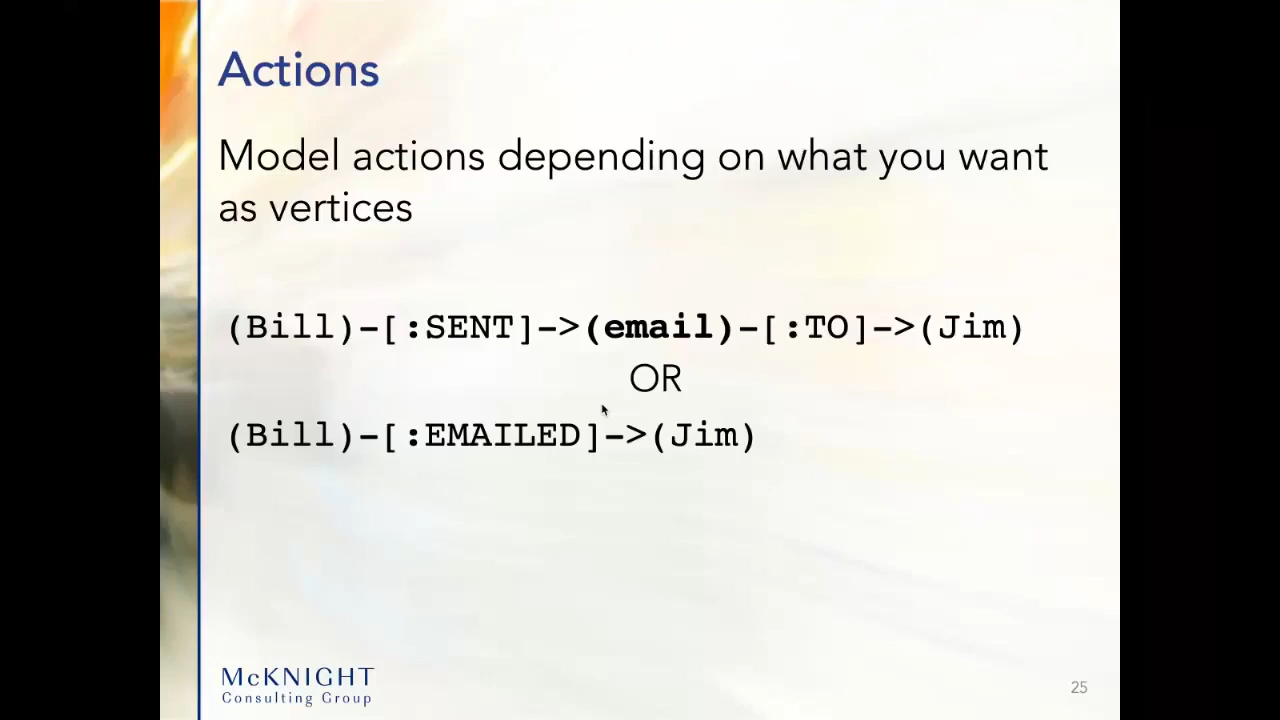 Actions
Model actions depending on what you want
as vertices
(Bill)-[:SENT]->(email)-[:TO]->(Jim)
OR
(Bill)-[:EMAILED]->(Jim)
McKNIGHT
Consulting Group
25